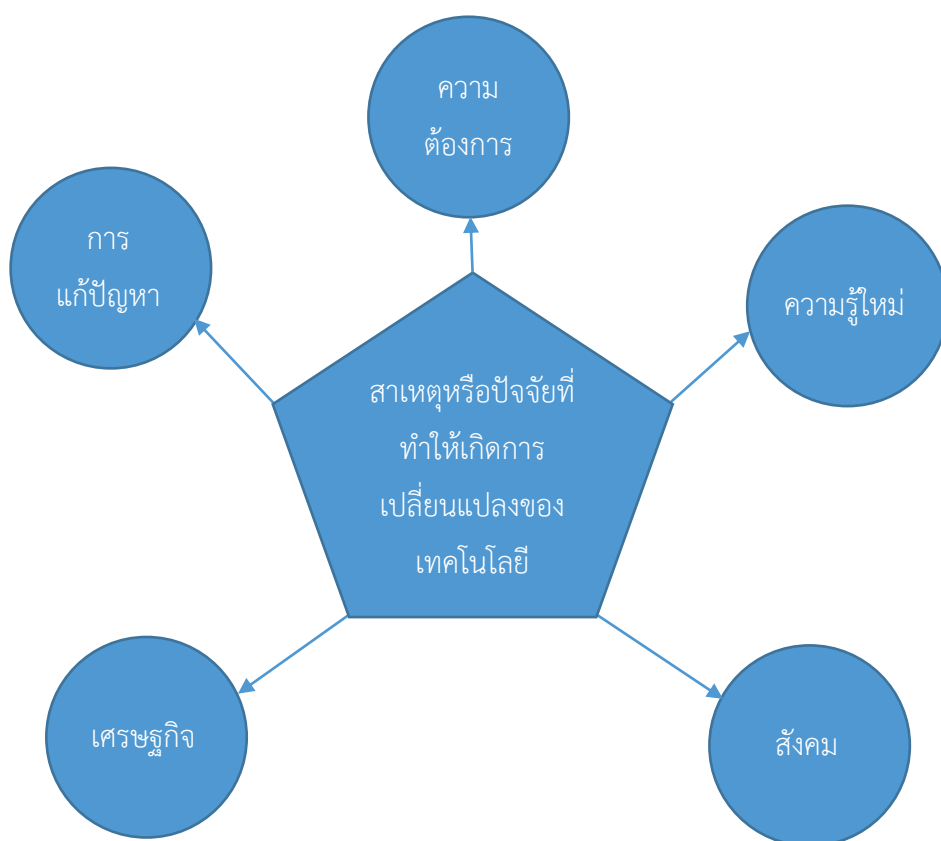 ความ
ต้องการ
การ
แก้ปัญหา
ความรู้ใหม่
สาเหตุหรือปัจจัยที่
ทำให้เกิดการ
เปลี่ยนแปลงของ
เทคโนโลยี
เศรษฐกิจ
สังคม